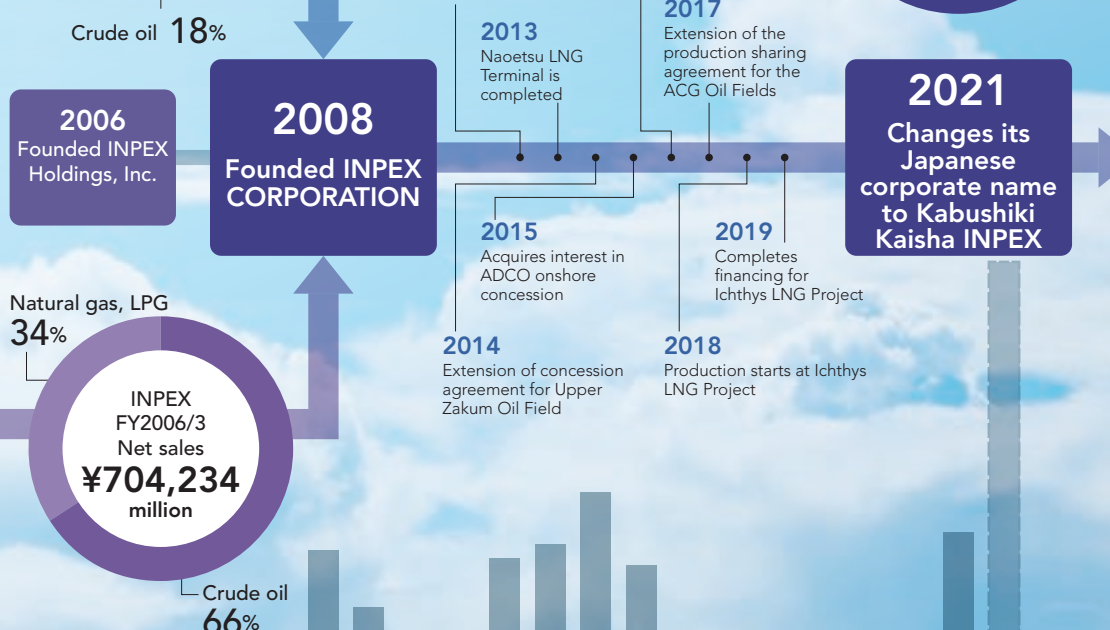 Crude oil 18%
2013
Naoetsu LNG
Terminal is
completed
2017
Extension of the
production sharing
agreement for the
ACG Oil Fields
2006
Founded INPEX
Holdings, Inc.
2008
Founded INPEX
CORPORATION
2021
Changes its
Japanese
corporate name
to Kabushiki
Kaisha INPEX
2015
Acquires interest in
ADCO onshore
concession
2019
Completes
financing for
Ichthys LNG Project
2014
Extension of concession
agreement for Upper
Zakum Oil Field
2018
Production starts at Ichthys
LNG Project
Natural gas, LPG
34%
INPEX
FY2006/3
Net sales
¥704,234
million
Crude oil
66%